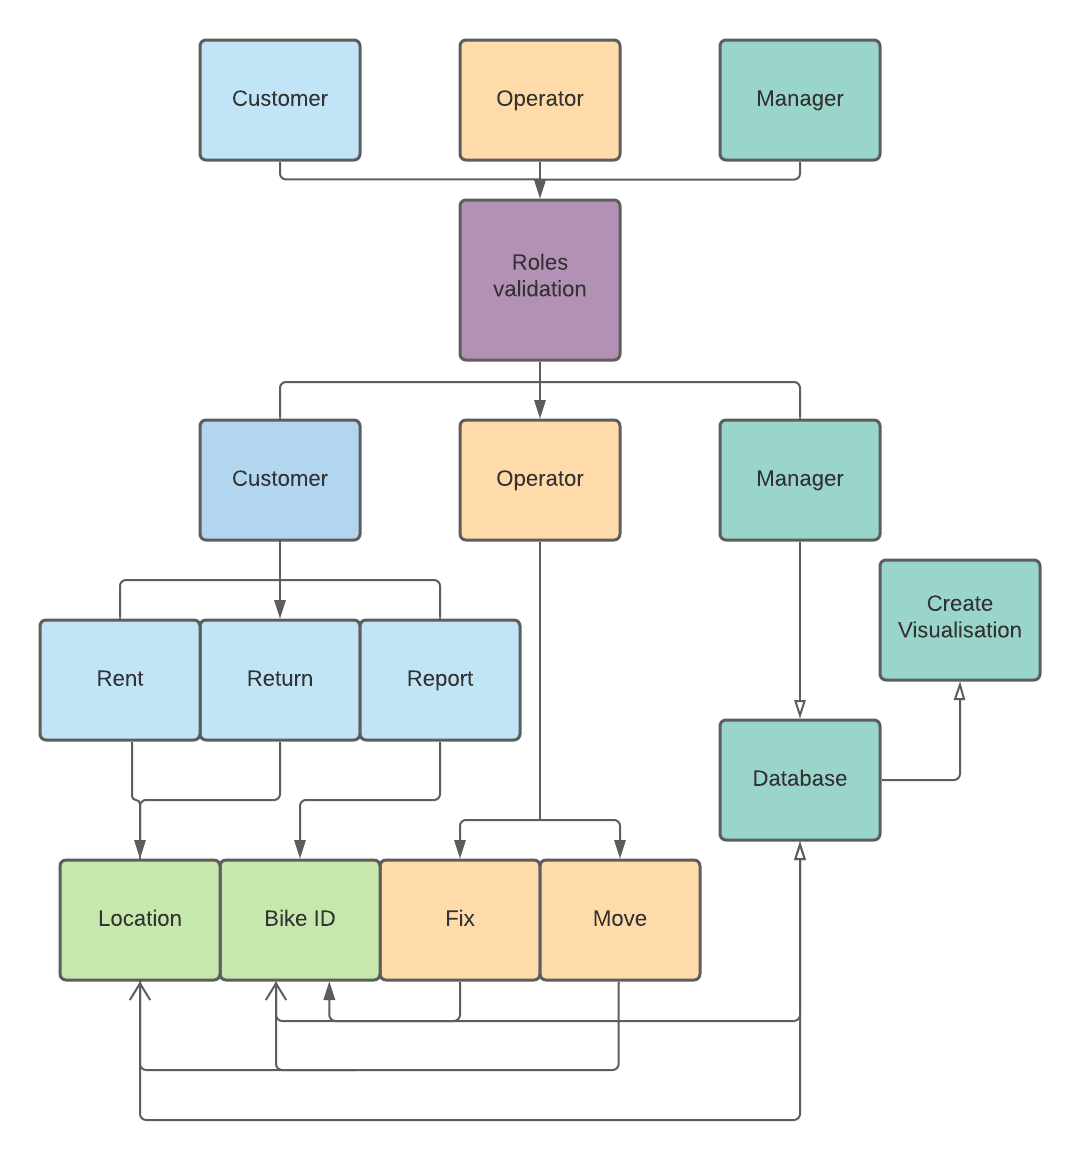 Customer
Operator
Manager
Roles
validation
Customer
Operator
Manager
Create
Visualisation
Rent
Return
Report
Database
Location
Bike ID
Fix
Move